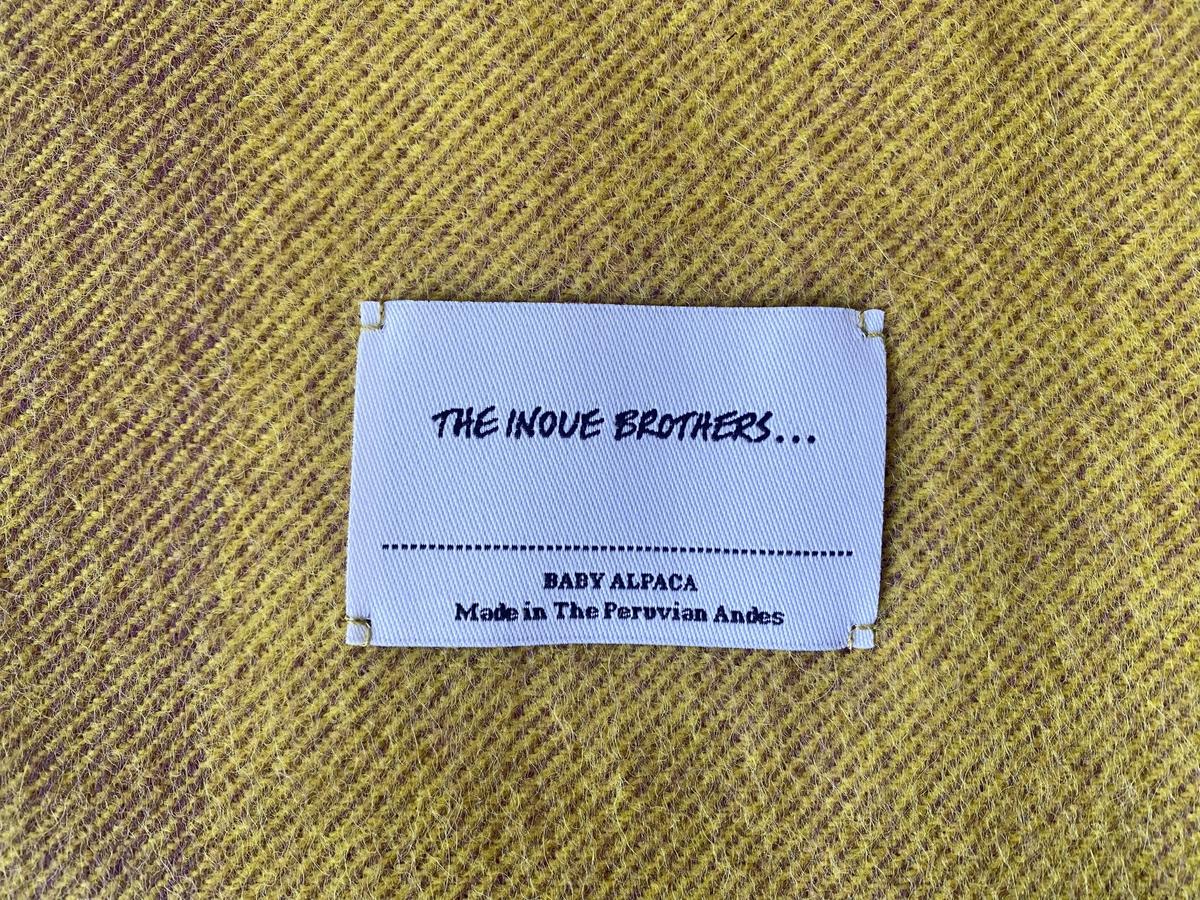 THE INOUE BROTHERS...
BABY ALPACA
Made in The Peruvian Andes